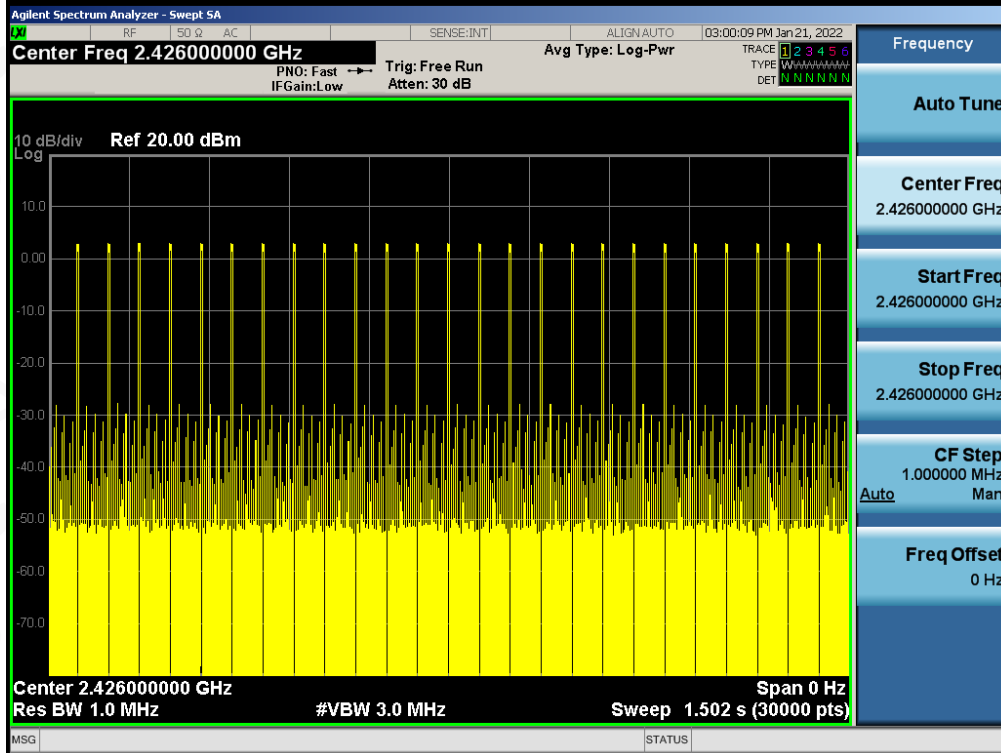 Agilent Spectrum Analyzer - Swept SA
LXI RF 50 Ω AC SENSE:INT ALIGNAUTO 03:00:09 PM Jan 21, 2022
Center Freq 2.426000000 GHz
PNO: Fast
IFGain:Low
Trig: Free Run
Atten: 30 dB
Avg Type: Log-Pwr
TRACE 1 2 3 4 5 6
TYPE WWWWWW
DET N N N N N N
10 dB/div Ref 20.00 dBm
Log
10.0
0.00
-10.0
-20.0
-30.0
-40.0
-50.0
-60.0
-70.0
Center 2.426000000 GHz Span 0 Hz
Res BW 1.0 MHz #VBW 3.0 MHz Sweep 1.502 s (30000 pts)
MSG STATUS
Frequency
Auto Tune
Center Freq
2.426000000 GHz
Start Freq
2.426000000 GHz
Stop Freq
2.426000000 GHz
CF Step
1.000000 MHz
Auto Man
Freq Offset
0 Hz